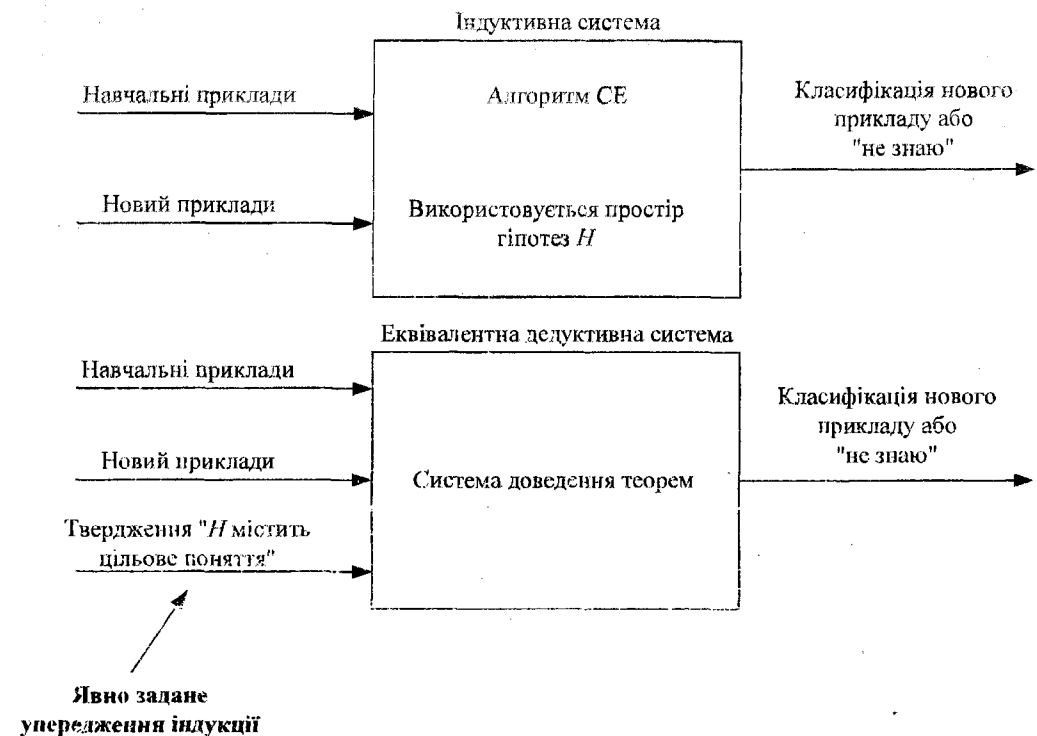 Індуктивна система
Навчальні приклади
Алгоритм CE
Класифікація нового
прикладу або
"не знаю"
Новий приклади
Використовується простір
гіпотез H
Еквівалентна дедуктивна система
Навчальні приклади
Класифікація нового
прикладу або
"не знаю"
Новий приклади
Система доведення теорем
Твердження "H містить
цільове поняття"
Явно задане
упередження індукції